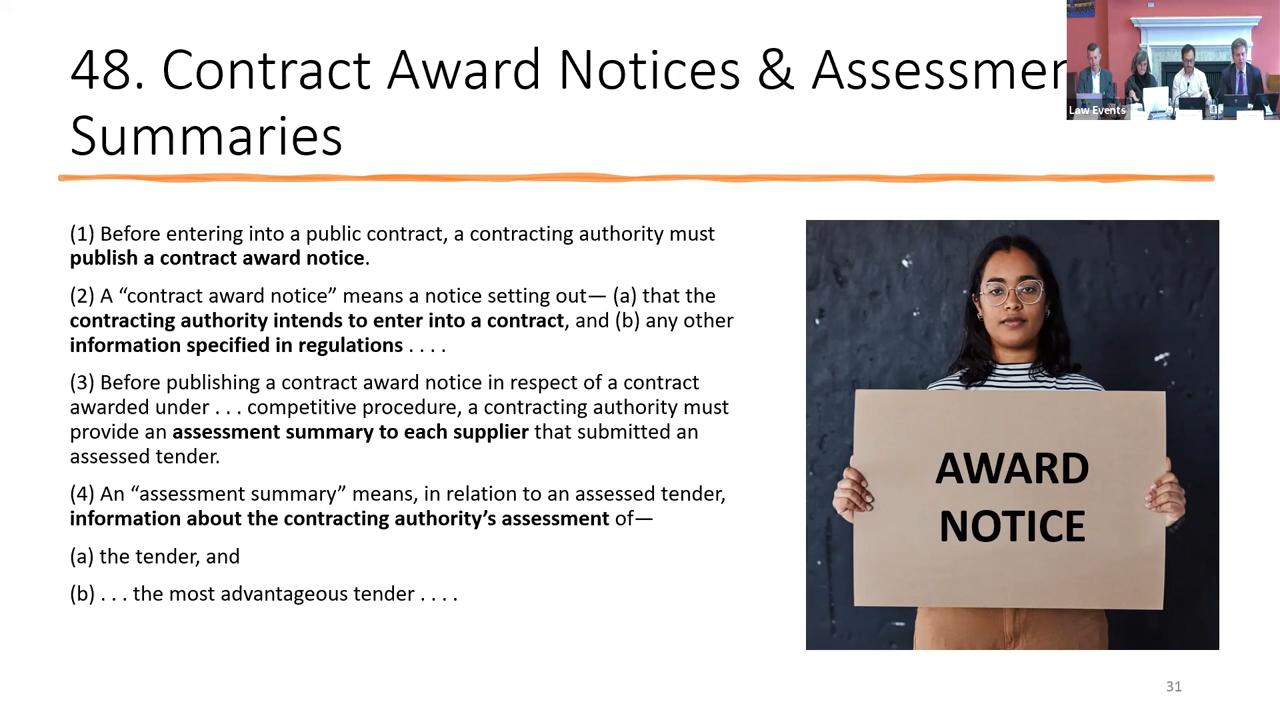 48. Contract Award Notices & Assessmen
Summaries
Law Events
(1) Before entering into a public contract, a contracting authority must
publish a contract award notice.
(2) A “contract award notice” means a notice setting out— (a) that the
contracting authority intends to enter into a contract, and (b) any other
information specified in regulations . . . .
(3) Before publishing a contract award notice in respect of a contract
awarded under . . . competitive procedure, a contracting authority must
provide an assessment summary to each supplier that submitted an
assessed tender.
(4) An “assessment summary” means, in relation to an assessed tender,
information about the contracting authority’s assessment of—
(a) the tender, and
(b) . . . the most advantageous tender . . . .
AWARD
NOTICE
31